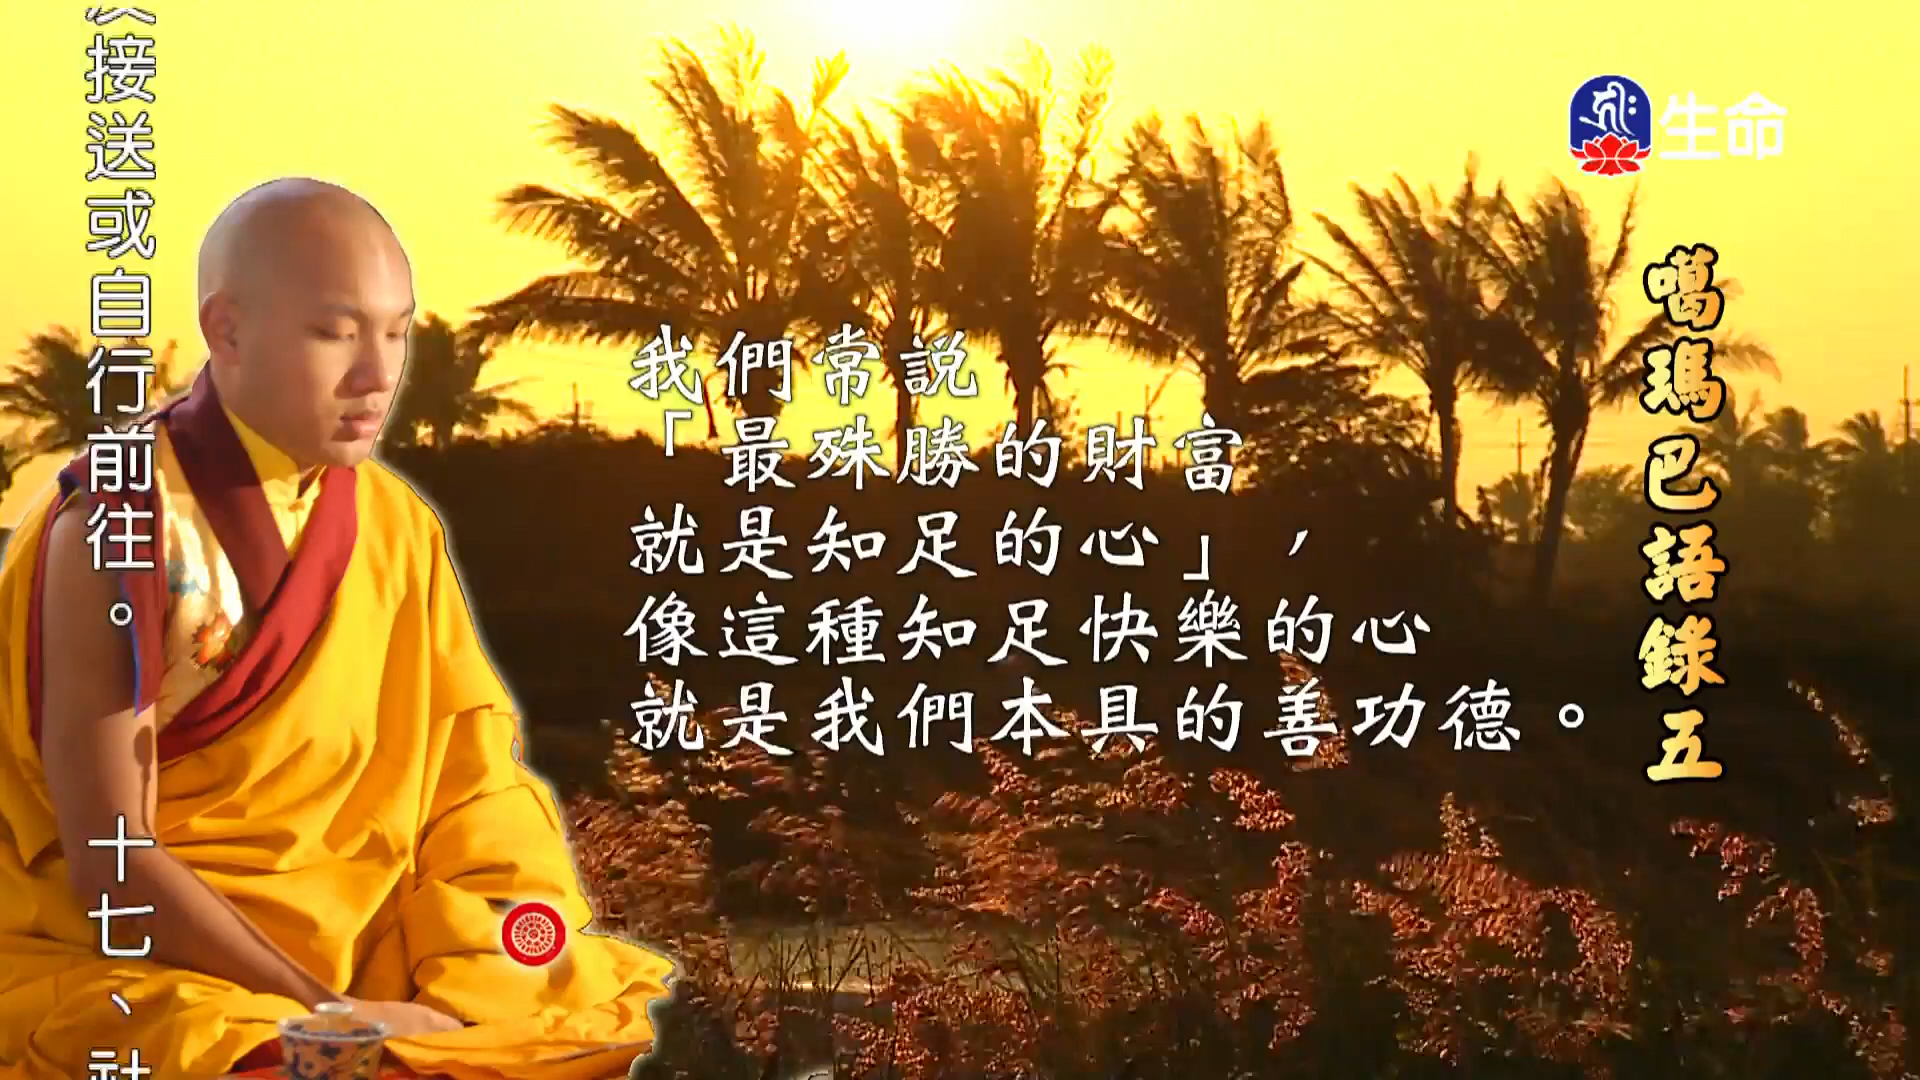 生命
噶瑪巴語錄五
我們常説
「最殊勝的財富
就是知足的心」，
像這種知足快樂的心
就是我們本具的善功德。
接送或自行前往。 十七、社